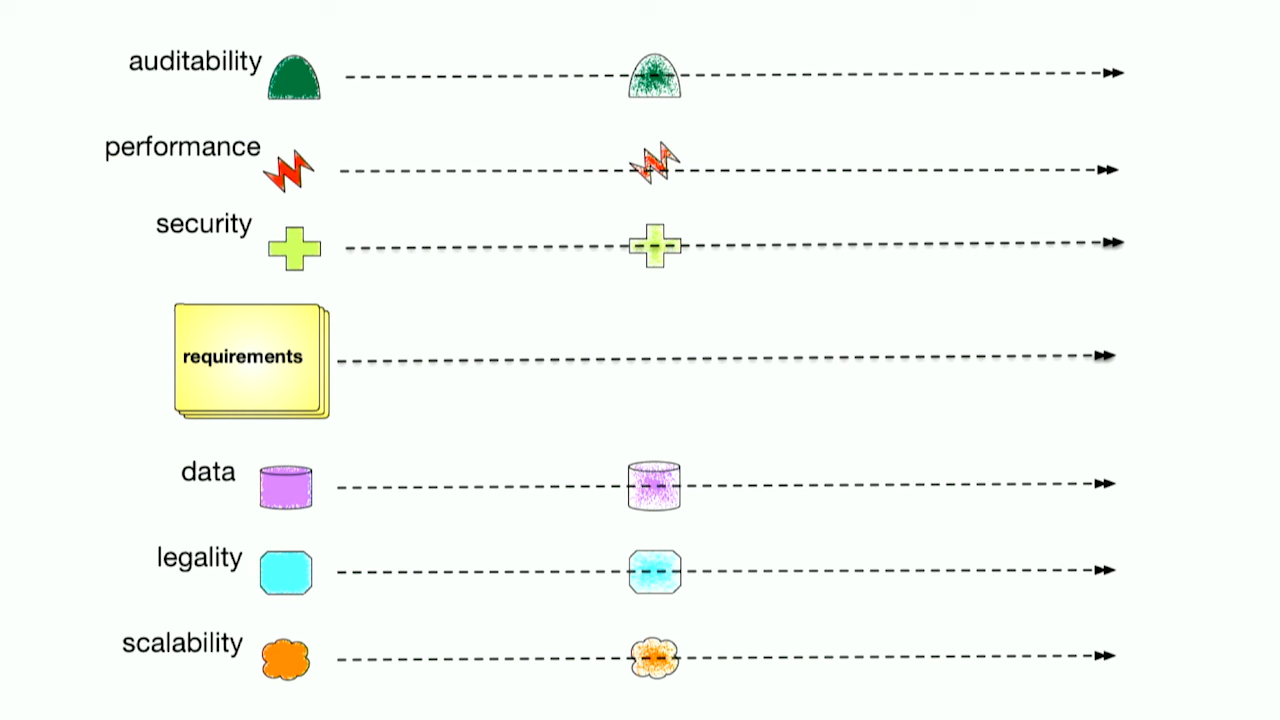 auditability
performance
security
requirements
data
legality
scalability